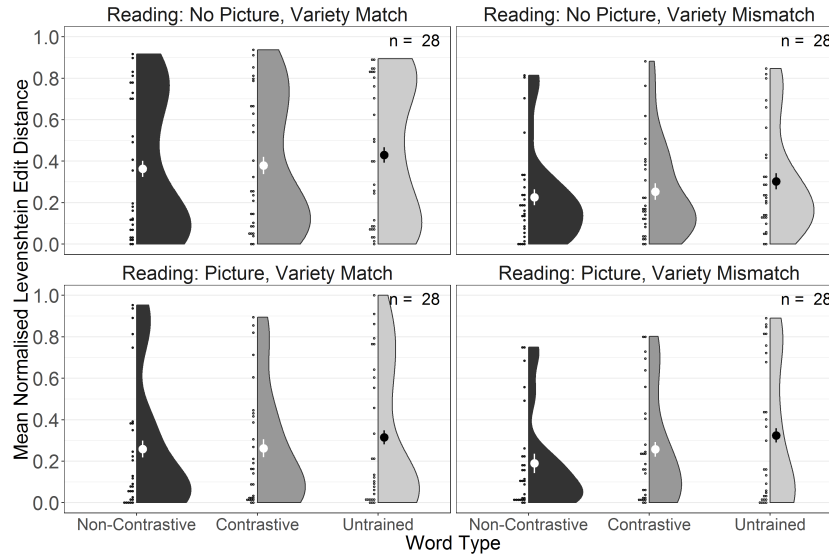 Reading: No Picture, Variety Match
Reading: No Picture, Variety Mismatch
n = 28
n = 28
1.0
0.8
0.6
0.4
0.2
0.0
Mean Normalised Levenshtein Edit Distance
Reading: Picture, Variety Match
Reading: Picture, Variety Mismatch
n = 28
n = 28
1.0
0.8
0.6
0.4
0.2
0.0
Non-Contrastive
Contrastive
Untrained
Non-Contrastive
Contrastive
Untrained
Word Type